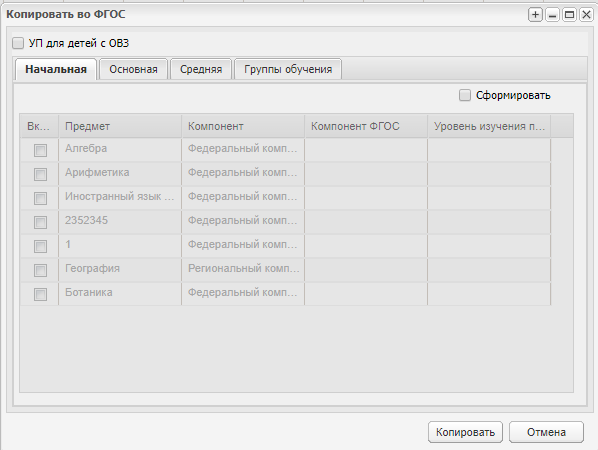 Копировать во ФГОС
УП для детей с ОВЗ
Начальная Основная Средняя Группы обучения
Сформировать
Вк... Предмет Компонент Компонент ФГОС Уровень изучения п...
Алгебра Федеральный комп...
Арифметика Федеральный комп...
Иностранный язык ... Федеральный комп...
2352345 Федеральный комп...
1 Федеральный комп...
География Региональный комп...
Ботаника Федеральный комп...
Копировать Отмена